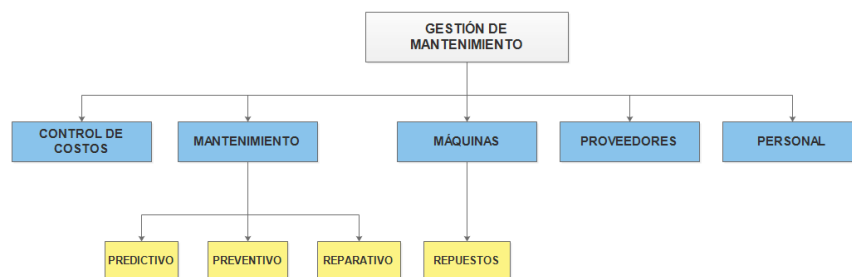 GESTIÓN DE
MANTENIMIENTO
CONTROL DE
COSTOS
MANTENIMIENTO
MÁQUINAS
PROVEEDORES
PERSONAL
PREDICTIVO
PREVENTIVO
REPARATIVO
REPUESTOS